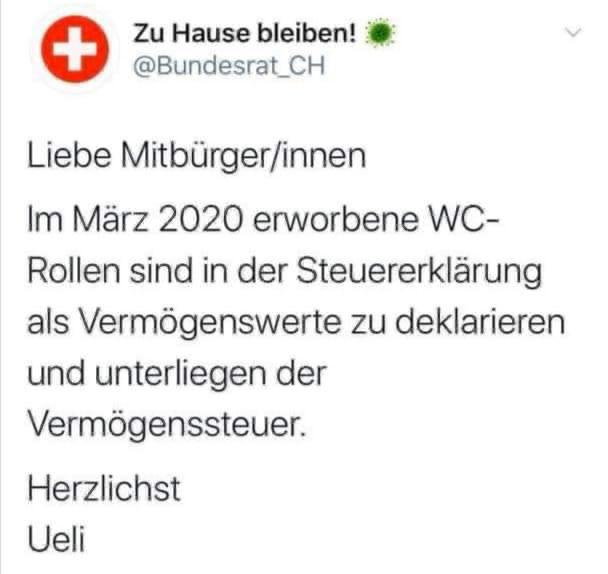 Zu Hause bleiben!
@Bundesrat_CH
Liebe Mitbürger/innen
Im März 2020 erworbene WC-
Rollen sind in der Steuererklärung
als Vermögenswerte zu deklarieren
und unterliegen der
Vermögenssteuer.
Herzlichst
Ueli